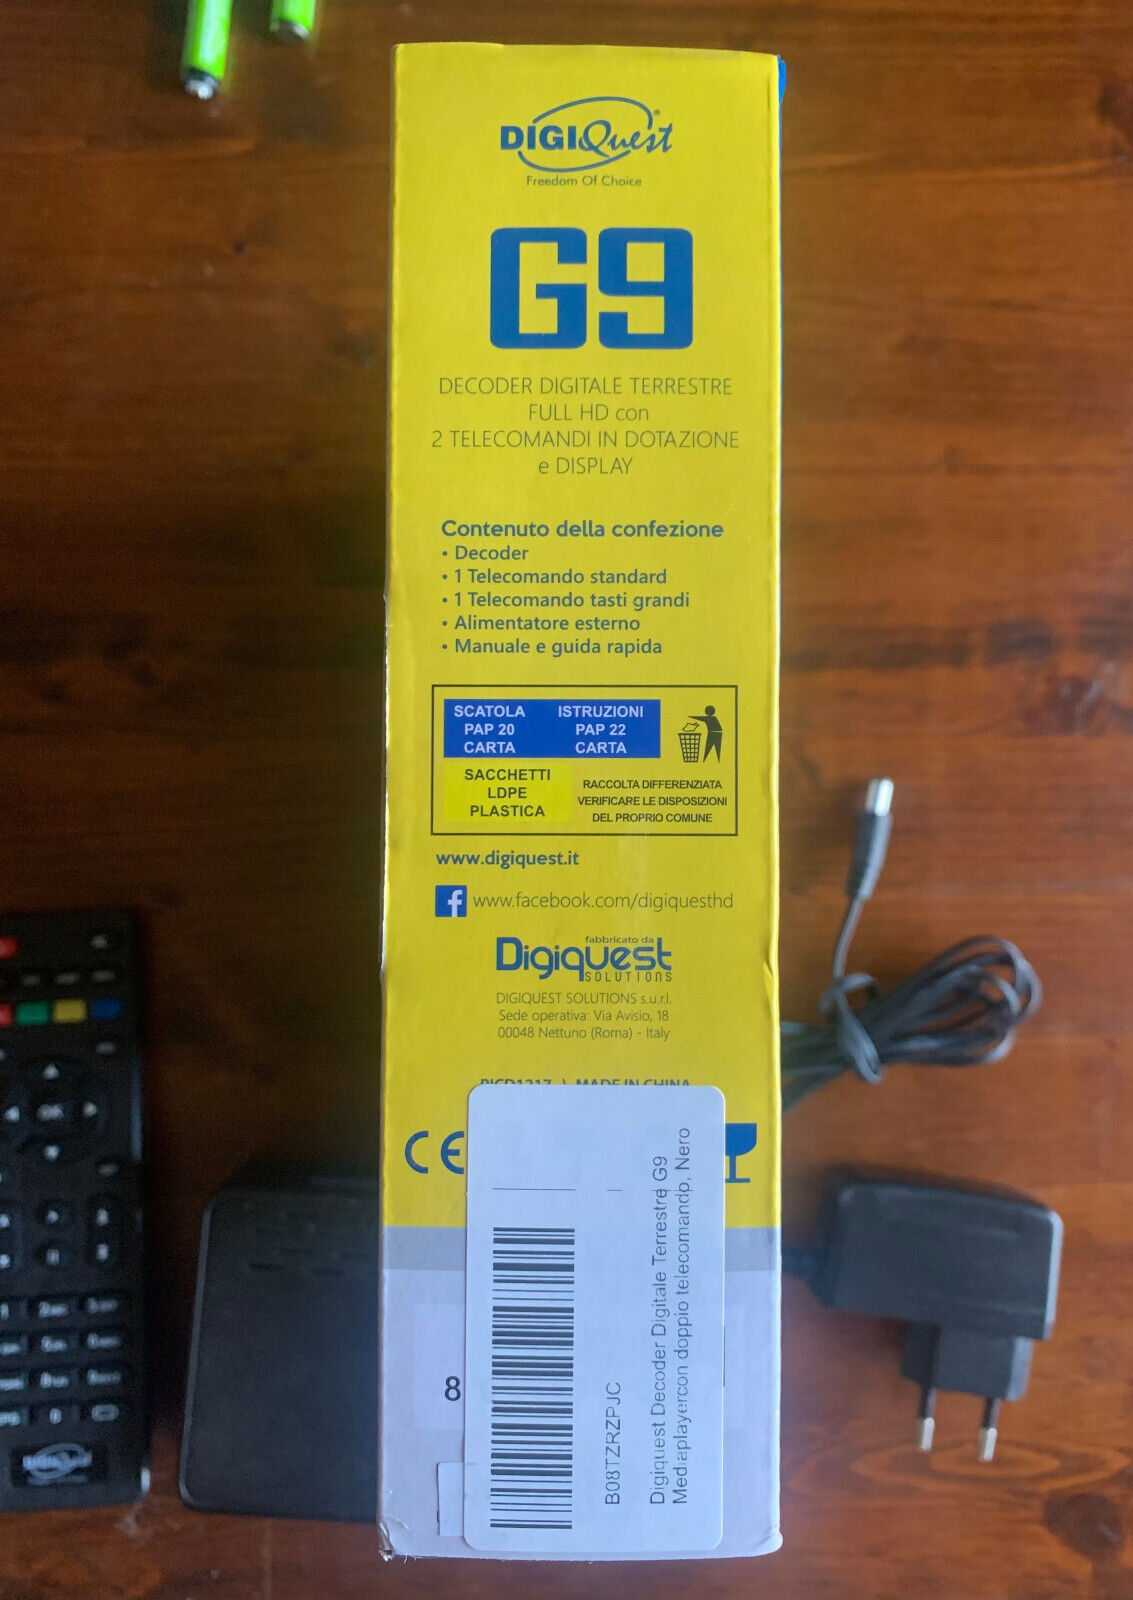 DIGIQuest®
Freedom Of Choice
G9
DECODER DIGITALE TERRESTRE
FULL HD con
2 TELECOMANDI IN DOTAZIONE
e DISPLAY
Contenuto della confezione
• Decoder
• 1 Telecomando standard
• 1 Telecomando tasti grandi
• Alimentatore esterno
• Manuale e guida rapida
SCATOLA
PAP 20
CARTA
ISTRUZIONI
PAP 22
CARTA
SACCHETTI
LDPE
PLASTICA
RACCOLTA DIFFERENZIATA
VERIFICARE LE DISPOSIZIONI
DEL PROPRIO COMUNE
www.digiquest.it
f www.facebook.com/digiquesthd
fabbricato da
Digiquest
SOLUTIONS
DIGIQUEST SOLUTIONS s.u.r.l.
Sede operativa: Via Avisio, 18
00048 Nettuno (Roma) - Italy
MADE IN CHINA
CE
8
B08TZRZPJC
Digiquest Decoder Digitale Terrestre G9
Mediaplayercon doppio telecomando, Nero
OK
0
DIGIQuest